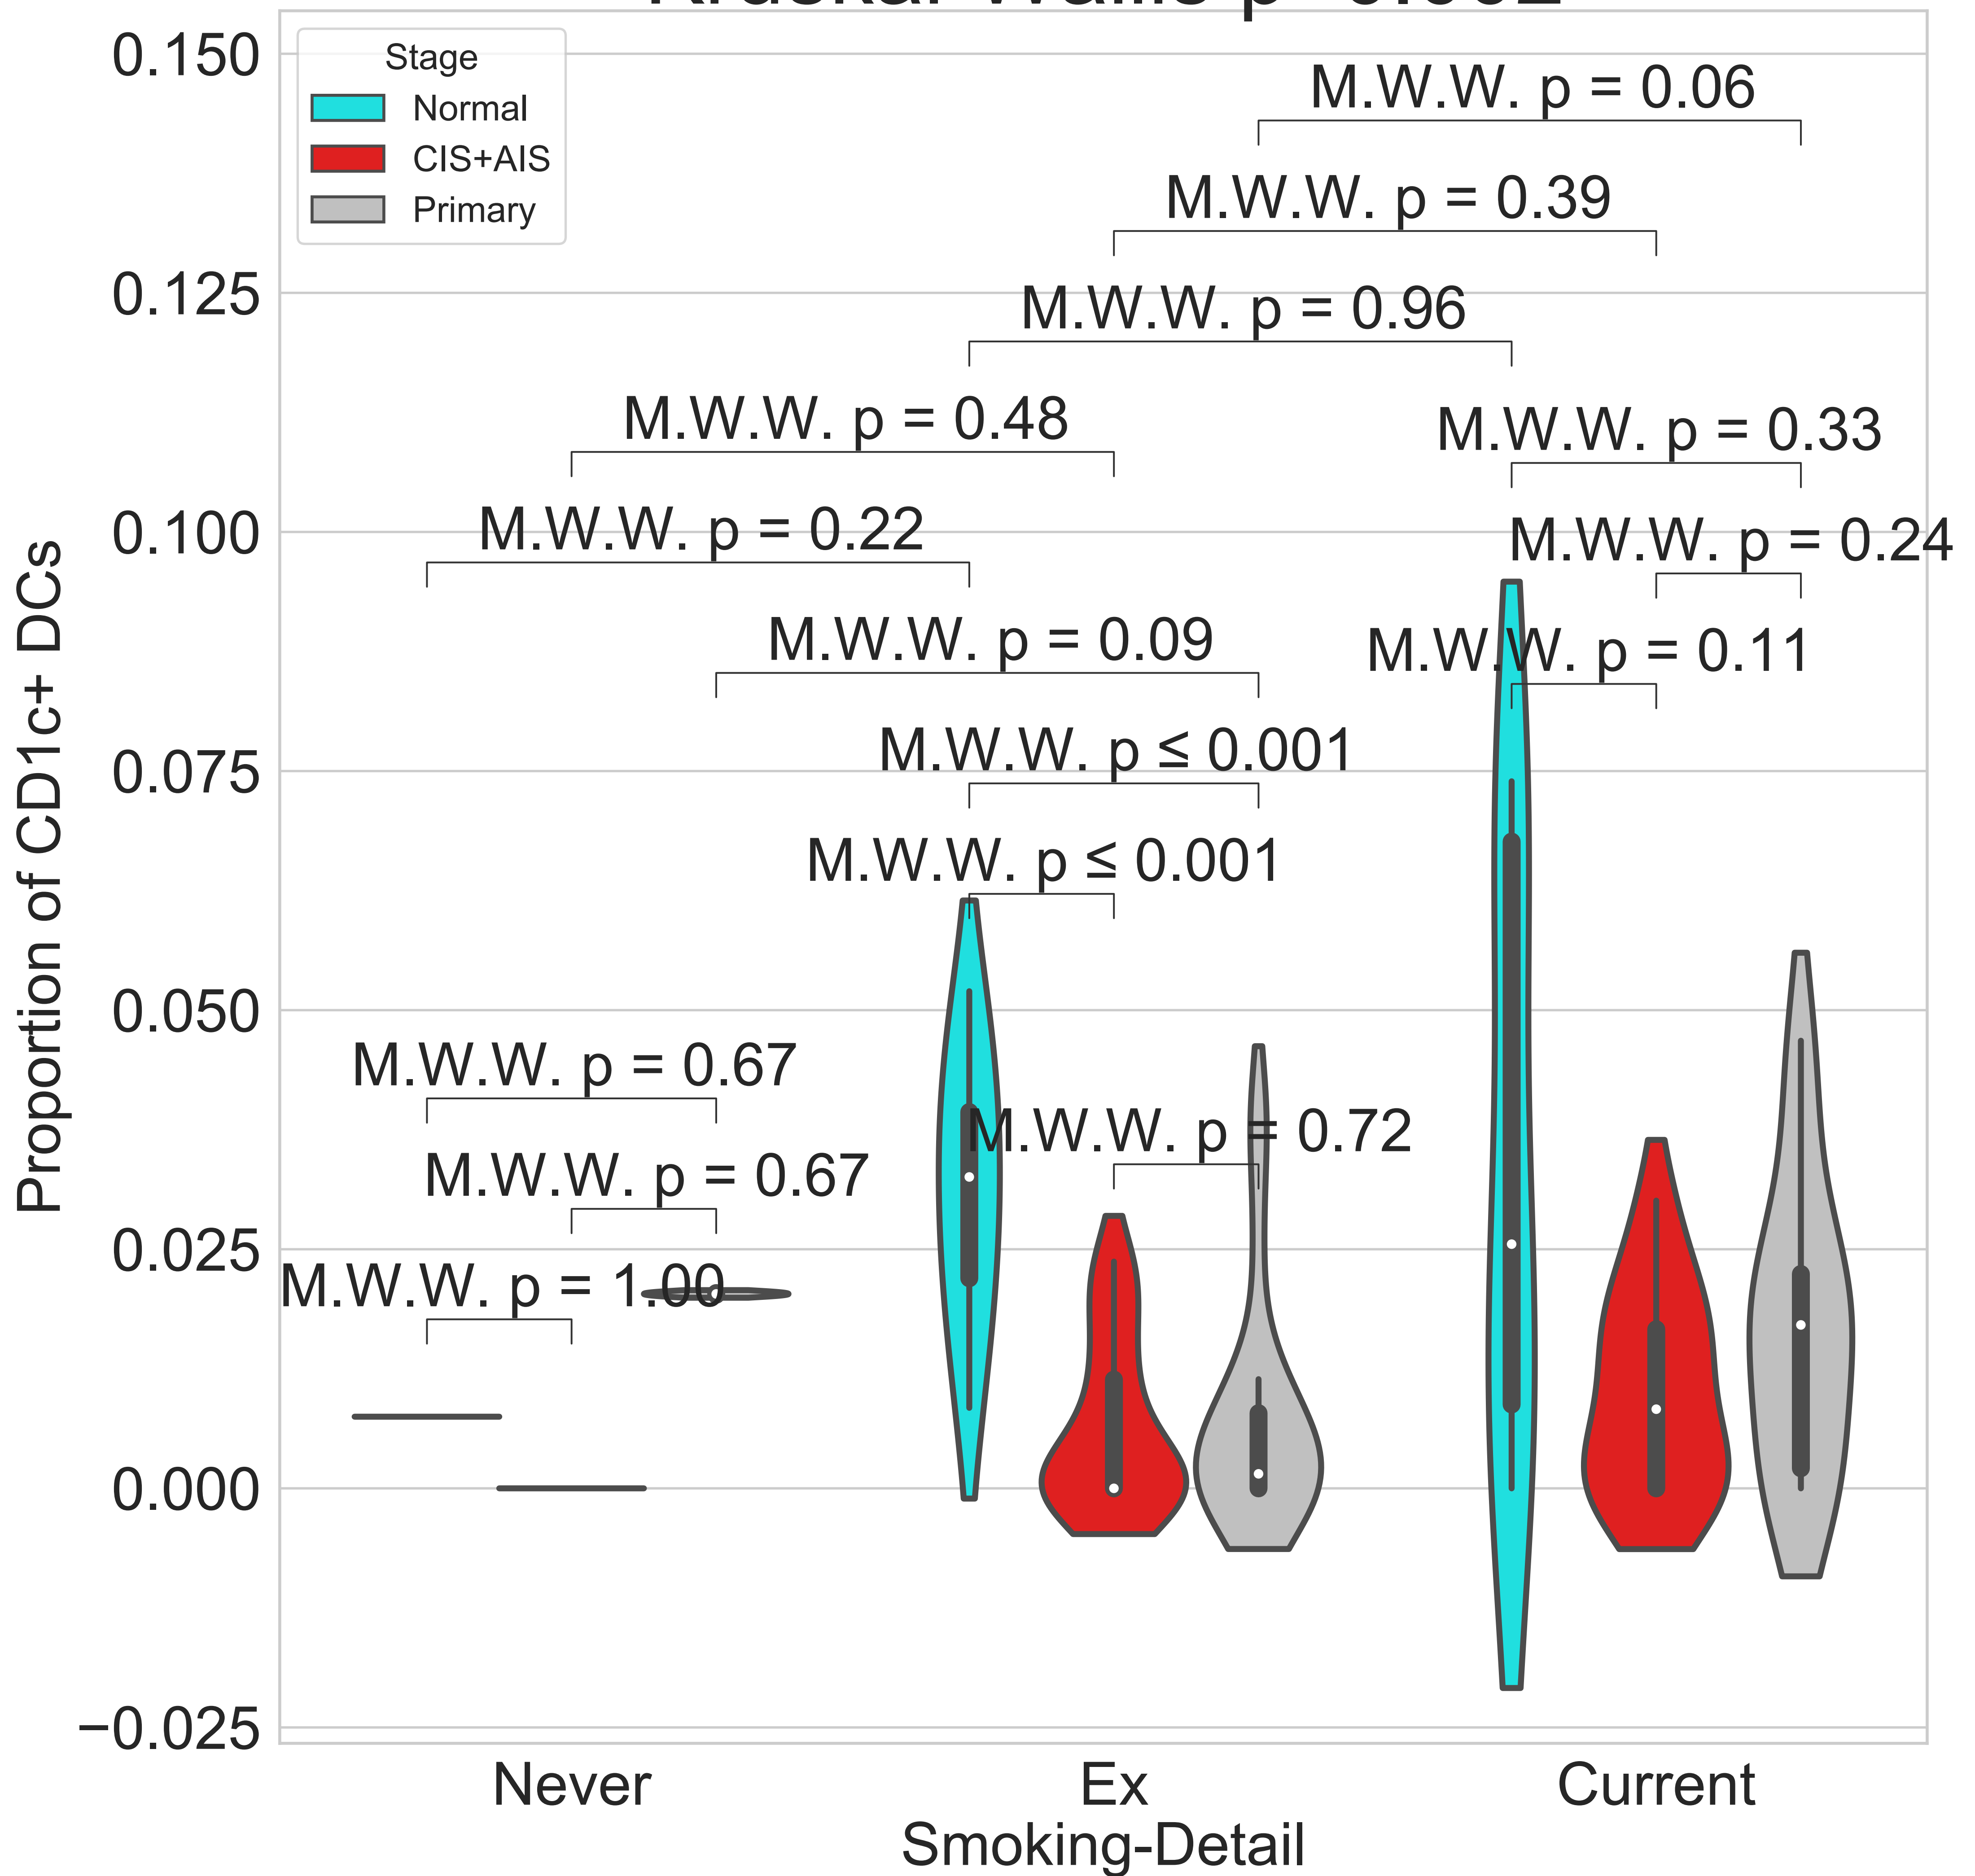 0.150
0.125
0.100
0.075
0.050
0.025
0.000
−0.025
Proportion of CD1c+ DCs
Stage
Normal
CIS+AIS
Primary
M.W.W. p = 0.06
M.W.W. p = 0.39
M.W.W. p = 0.96
M.W.W. p = 0.48
M.W.W. p = 0.33
M.W.W. p = 0.22
M.W.W. p = 0.24
M.W.W. p = 0.09
M.W.W. p = 0.11
M.W.W. p ≤ 0.001
M.W.W. p ≤ 0.001
M.W.W. p = 0.67
M.W.W. p = 0.72
M.W.W. p = 0.67
M.W.W. p = 1.00
Never
Ex
Current
Smoking-Detail